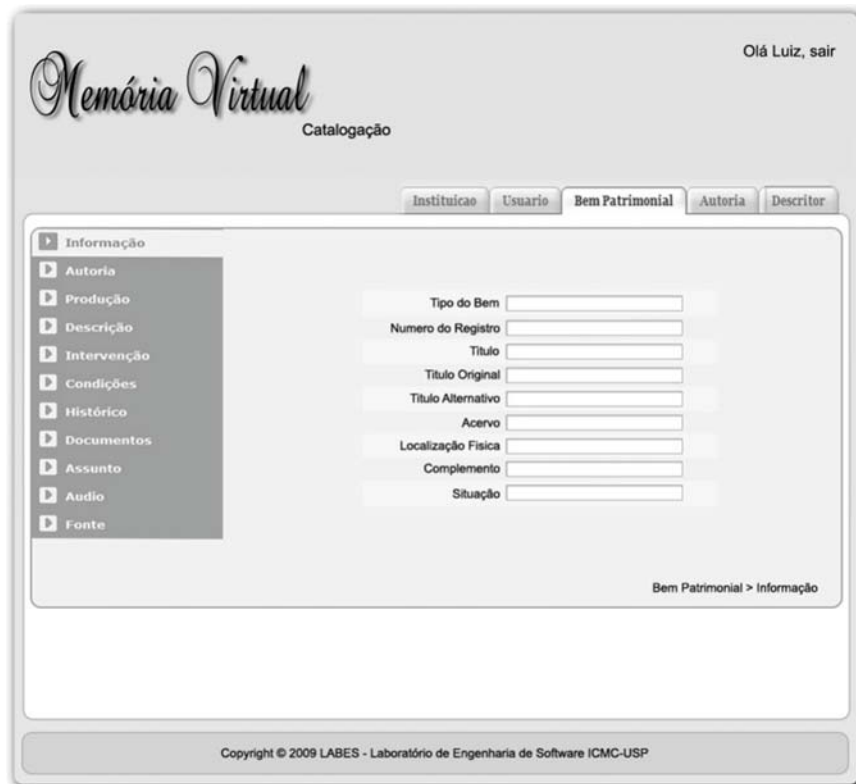 Olá Luiz, sair
Memória Virtual
Catalogação
Instituicao Usuario Bem Patrimonial Autoria Descritor
Informação
Autoria
Produção
Descrição
Intervenção
Condições
Histórico
Documentos
Assunto
Audio
Fonte
Tipo do Bem
Numero do Registro
Titulo
Titulo Original
Titulo Alternativo
Acervo
Localização Fisica
Complemento
Situação
Bem Patrimonial > Informação
Copyright © 2009 LABES - Laboratório de Engenharia de Software ICMC-USP